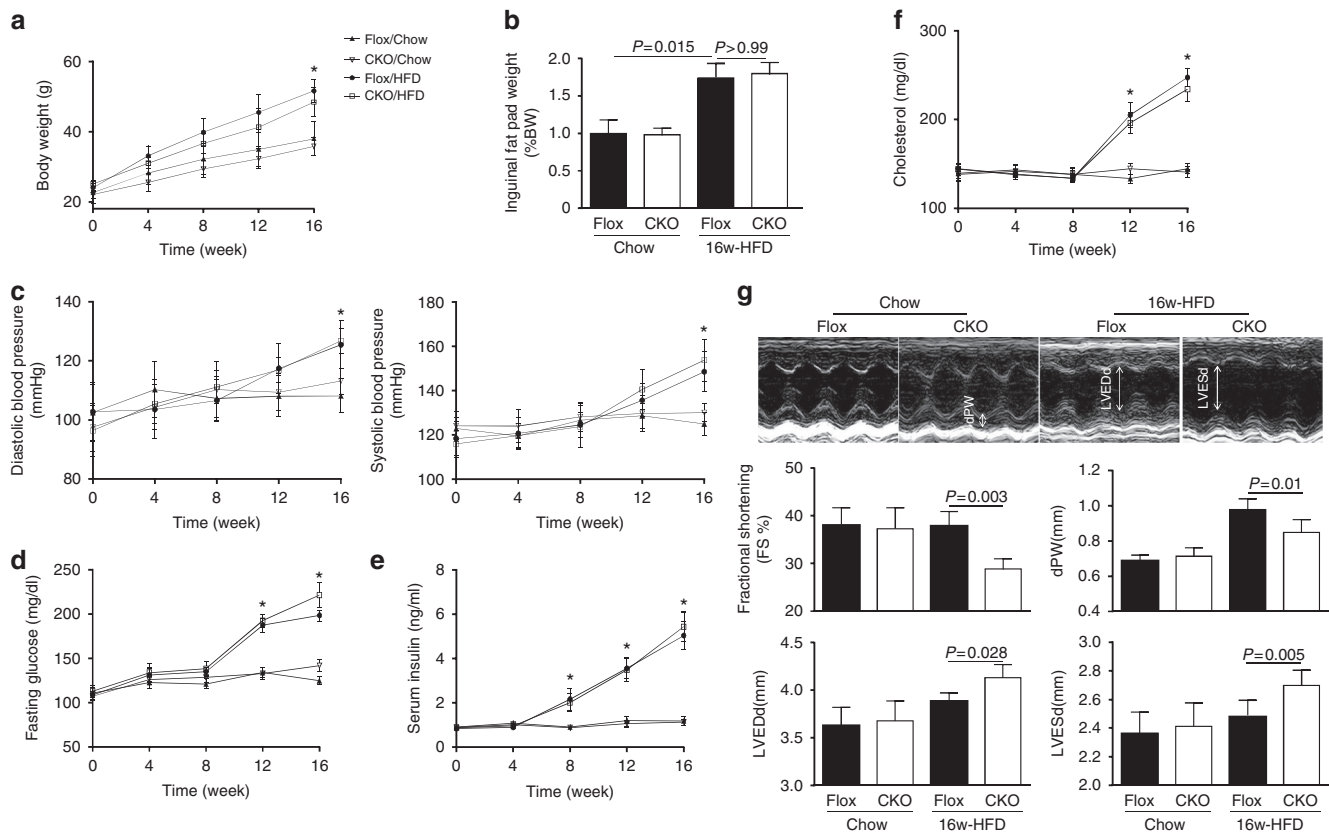 a
Body weight (g)
60
40
20
0 4 8 12 16
Time (week)
*
Flox/Chow
CKO/Chow
Flox/HFD
CKO/HFD
b
Inguinal fat pad weight
(%BW)
2.0
1.5
1.0
0.5
0
P=0.015
P>0.99
Flox CKO Flox CKO
Chow 16w-HFD
f
Cholesterol (mg/dl)
300
200
100
* *
0 4 8 12 16
Time (week)
c
Diastolic blood pressure
(mmHg)
140
120
100
80
*
0 4 8 12 16
Time (week)
Systolic blood pressure
(mmHg)
180
160
140
120
100
*
0 4 8 12 16
Time (week)
d
Fasting glucose (mg/dl)
250
200
150
100
50
* *
0 4 8 12 16
Time (week)
e
Serum insulin (ng/ml)
8
6
4
2
0
* * *
0 4 8 12 16
Time (week)
g
Chow 16w-HFD
Flox CKO Flox CKO
dPW
LVEDd
LVESd
Fractional shortening
(FS %)
50
40
30
20
P=0.003
dPW(mm)
1.2
1.0
0.8
0.6
0.4
P=0.01
LVEDd(mm)
4.5
4.0
3.5
3.0
P=0.028
Flox CKO Flox CKO
Chow 16w-HFD
LVESd(mm)
3.0
2.8
2.6
2.4
2.2
2.0
P=0.005
Flox CKO Flox CKO
Chow 16w-HFD